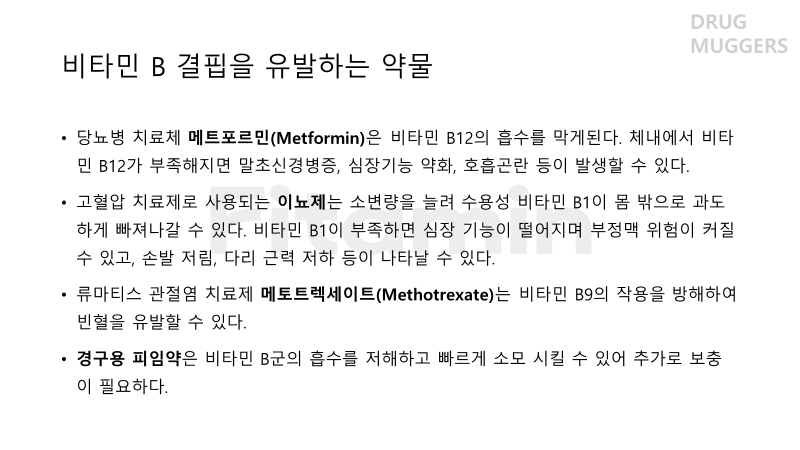 DRUG
MUGGERS
비타민 B 결핍을 유발하는 약물
• 당뇨병 치료체 메트포르민(Metformin)은 비타민 B12의 흡수를 막게된다. 체내에서 비타
민 B12가 부족해지면 말초신경병증, 심장기능 약화, 호흡곤란 등이 발생할 수 있다.
• 고혈압 치료제로 사용되는 이뇨제는 소변량을 늘려 수용성 비타민 B1이 몸 밖으로 과도
하게 빠져나갈 수 있다. 비타민 B1이 부족하면 심장 기능이 떨어지며 부정맥 위험이 커질
수 있고, 손발 저림, 다리 근력 저하 등이 나타날 수 있다.
• 류마티스 관절염 치료제 메토트렉세이트(Methotrexate)는 비타민 B9의 작용을 방해하여
빈혈을 유발할 수 있다.
• 경구용 피임약은 비타민 B군의 흡수를 저해하고 빠르게 소모 시킬 수 있어 추가로 보충
이 필요하다.
Fitamin